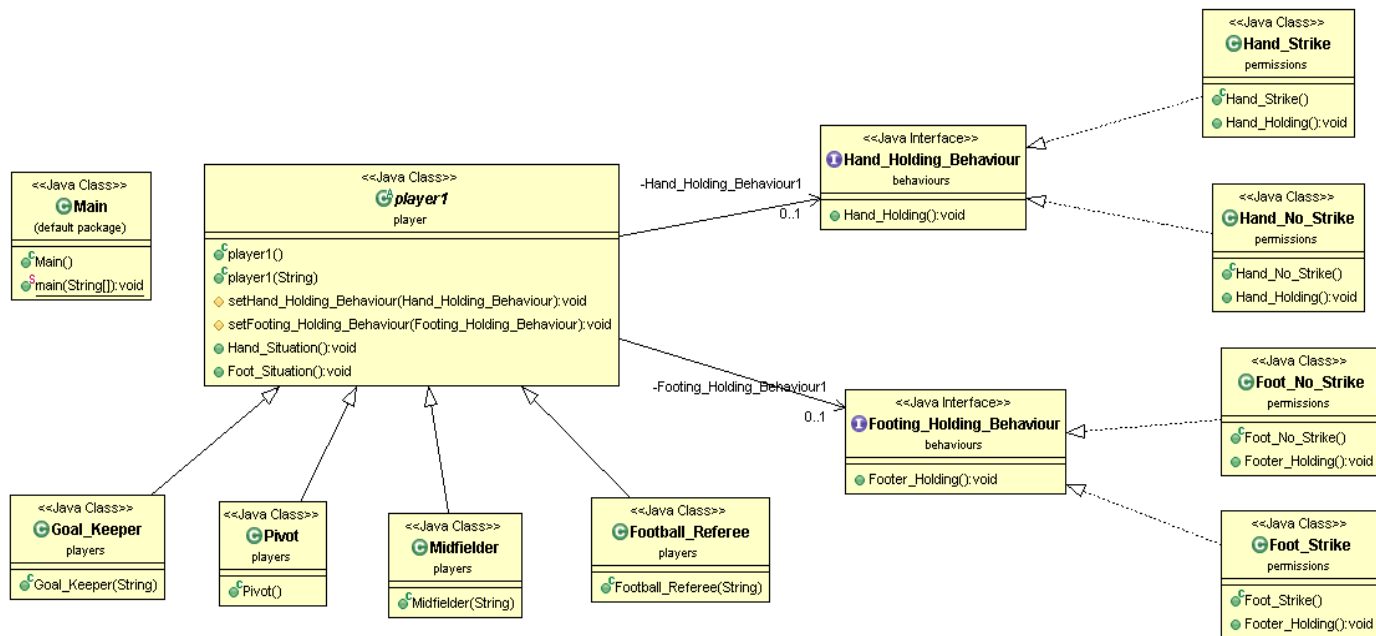 <<Java Class>>
Main
(default package)
Main()
main(String[]):void
<<Java Class>>
player1
player
player1()
player1(String)
setHand_Holding_Behaviour(Hand_Holding_Behaviour):void
setFooting_Holding_Behaviour(Footing_Holding_Behaviour):void
Hand_Situation():void
Foot_Situation():void
-Hand_Holding_Behaviour1
0..1
<<Java Interface>>
Hand_Holding_Behaviour
behaviours
Hand_Holding():void
<<Java Class>>
Hand_Strike
permissions
Hand_Strike()
Hand_Holding():void
<<Java Class>>
Hand_No_Strike
permissions
Hand_No_Strike()
Hand_Holding():void
-Footing_Holding_Behaviour1
0..1
<<Java Interface>>
Footing_Holding_Behaviour
behaviours
Footer_Holding():void
<<Java Class>>
Foot_No_Strike
permissions
Foot_No_Strike()
Footer_Holding():void
<<Java Class>>
Foot_Strike
permissions
Foot_Strike()
Footer_Holding():void
<<Java Class>>
Goal_Keeper
players
Goal_Keeper(String)
<<Java Class>>
Pivot
players
Pivot()
<<Java Class>>
Midfielder
players
Midfielder(String)
<<Java Class>>
Football_Referee
players
Football_Referee(String)